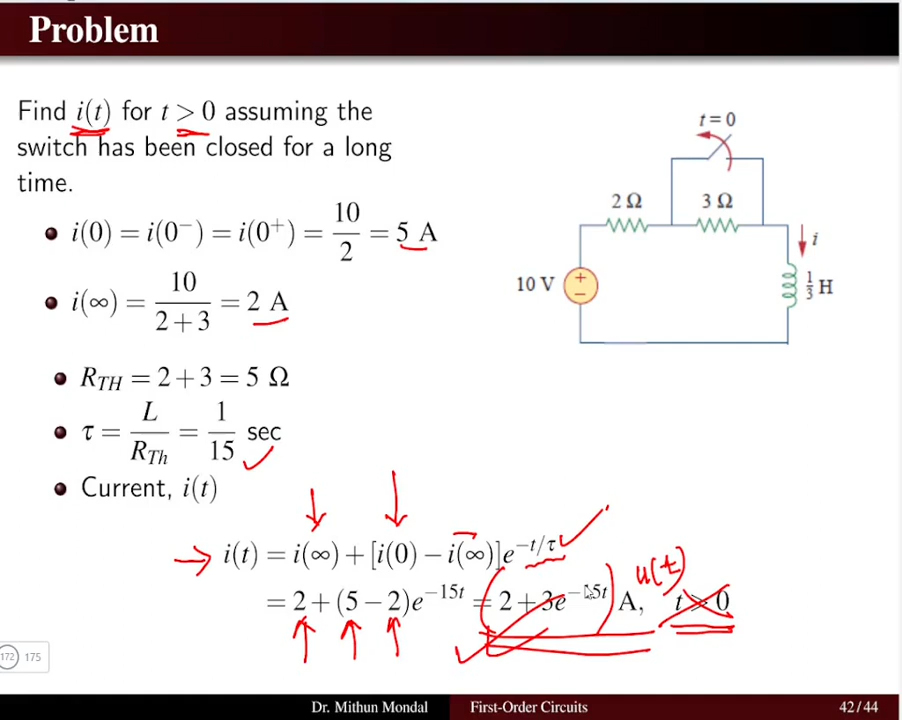 Problem
Find i(t) for t > 0 assuming the
switch has been closed for a long
time.
• i(0) = i(0⁻) = i(0⁺) = 10/2 = 5 A
• i(∞) = 10/(2+3) = 2 A
• R_TH = 2+3 = 5 Ω
• τ = L/R_Th = 1/15 sec
• Current, i(t)
i(t) = i(∞) + [i(0) − i(∞)]e^(−t/τ)
= 2 + (5 − 2)e^(−15t) = (2 + 3e^(−15t)) A, u(t) t > 0
t = 0
2 Ω 3 Ω
i
10 V + − 1/3 H
172 175
Dr. Mithun Mondal First-Order Circuits 42 / 44